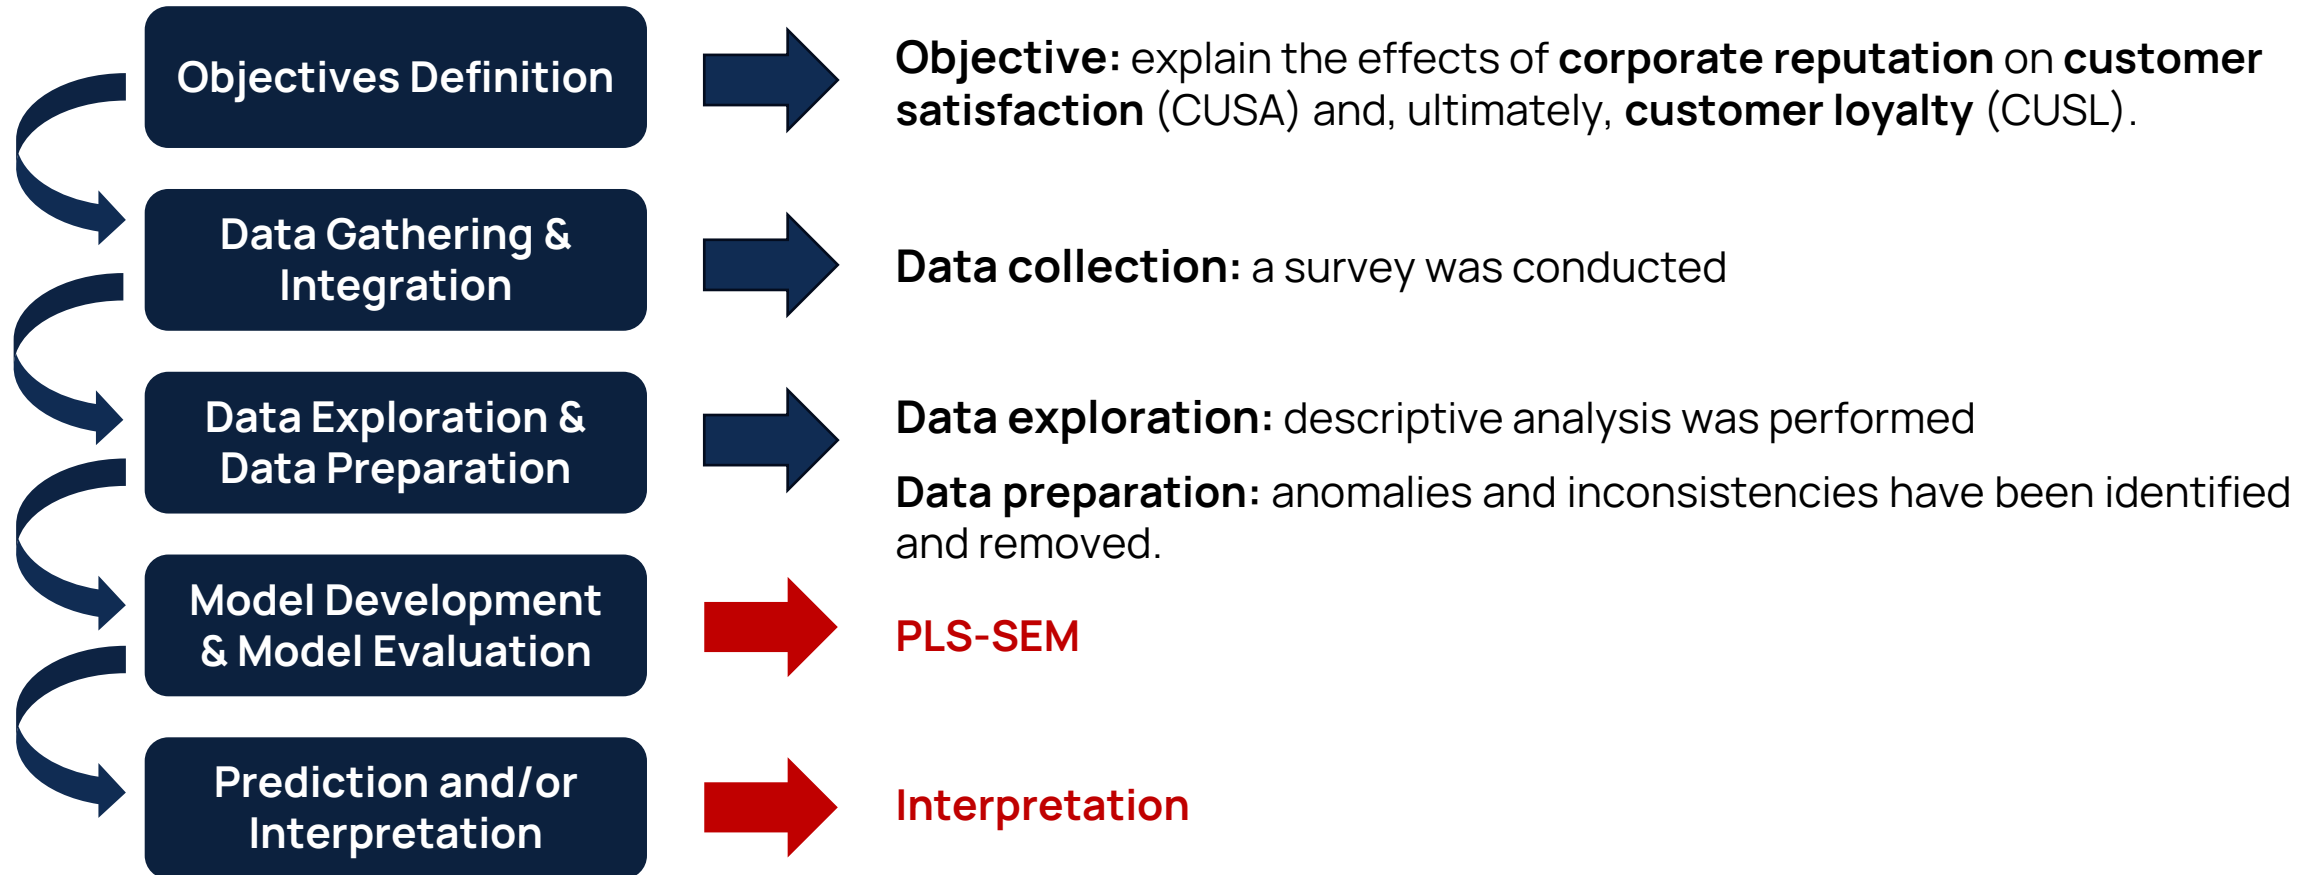 Objectives Definition
Objective: explain the effects of corporate reputation on customer
satisfaction (CUSA) and, ultimately, customer loyalty (CUSL).
Data Gathering &
Integration
Data collection: a survey was conducted
Data Exploration &
Data Preparation
Data exploration: descriptive analysis was performed
Data preparation: anomalies and inconsistencies have been identified
and removed.
Model Development
& Model Evaluation
PLS-SEM
Prediction and/or
Interpretation
Interpretation